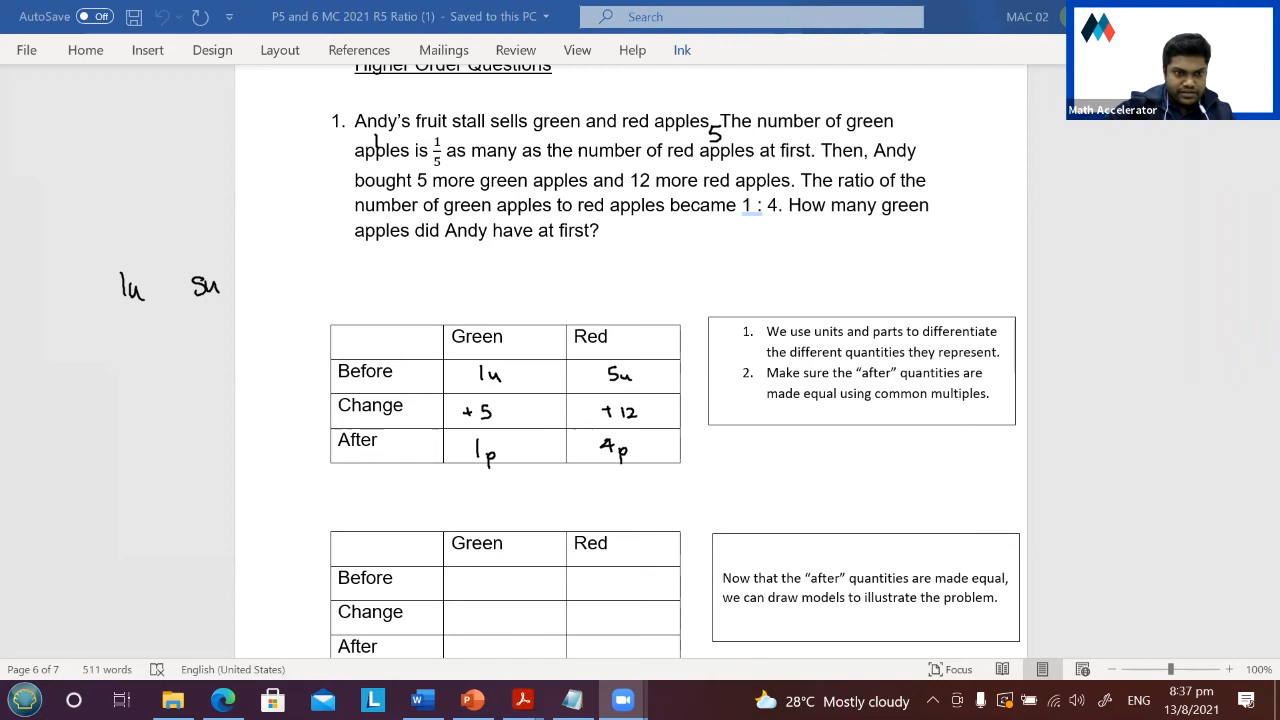 AutoSave Off P5 and 6 MC 2021 R5 Ratio (1) - Saved to this PC Search MAC 02
File Home Insert Design Layout References Mailings Review View Help Ink
Math Accelerator
Higher Order Questions
1. Andy's fruit stall sells green and red apples. The number of green
apples is 1/5 as many as the number of red apples at first. Then, Andy
bought 5 more green apples and 12 more red apples. The ratio of the
number of green apples to red apples became 1 : 4. How many green
apples did Andy have at first?
1 5
1u 5u
Green Red
Before 1u 5u
Change + 5 + 12
After 1p 4p
1. We use units and parts to differentiate
the different quantities they represent.
2. Make sure the "after" quantities are
made equal using common multiples.
Green Red
Before
Change
After
Now that the "after" quantities are made equal,
we can draw models to illustrate the problem.
Page 6 of 7 511 words English (United States) Focus 100%
28°C Mostly cloudy ENG 8:37 pm
13/8/2021